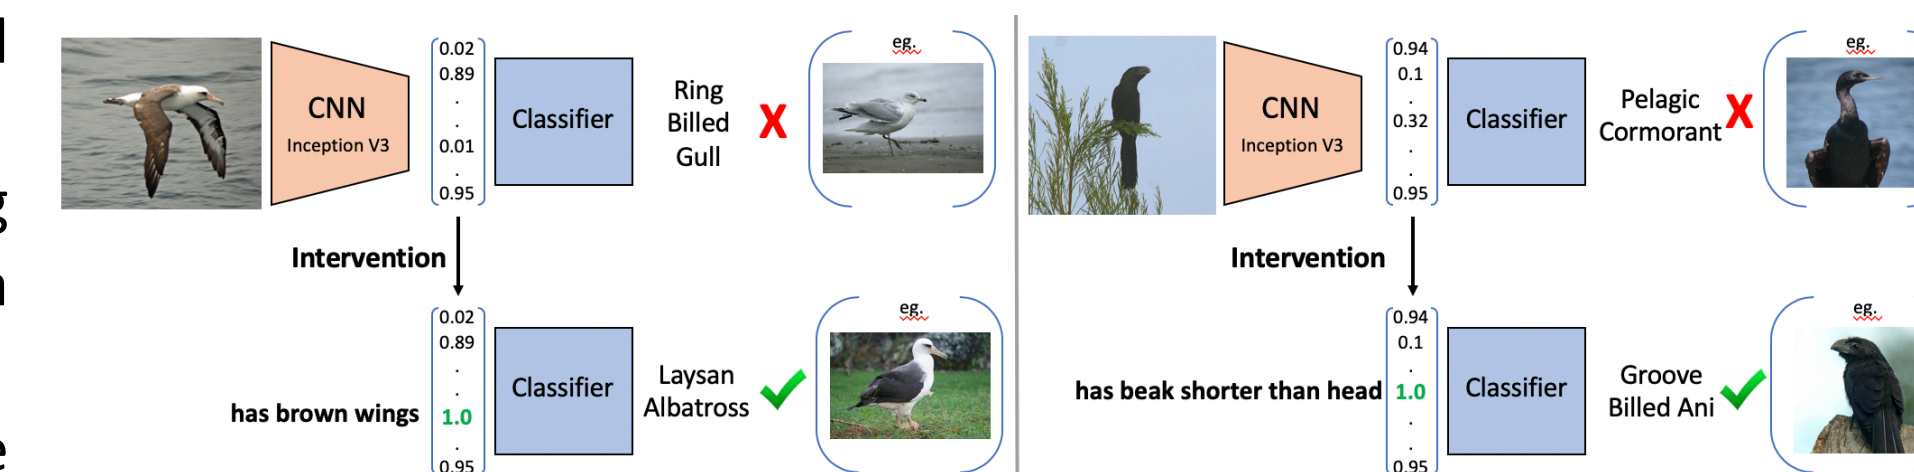 eg.
0.02
0.89
.
.
0.01
.
0.95
CNN
Inception V3
Classifier
Ring
Billed
Gull
X
Intervention
eg.
0.02
0.89
.
.
1.0
.
0.95
has brown wings
Classifier
Laysan
Albatross
eg.
0.94
0.1
.
0.32
.
.
0.95
CNN
Inception V3
Classifier
Pelagic
Cormorant
X
Intervention
eg.
0.94
0.1
.
1.0
.
.
0.95
has beak shorter than head
Classifier
Groove
Billed Ani